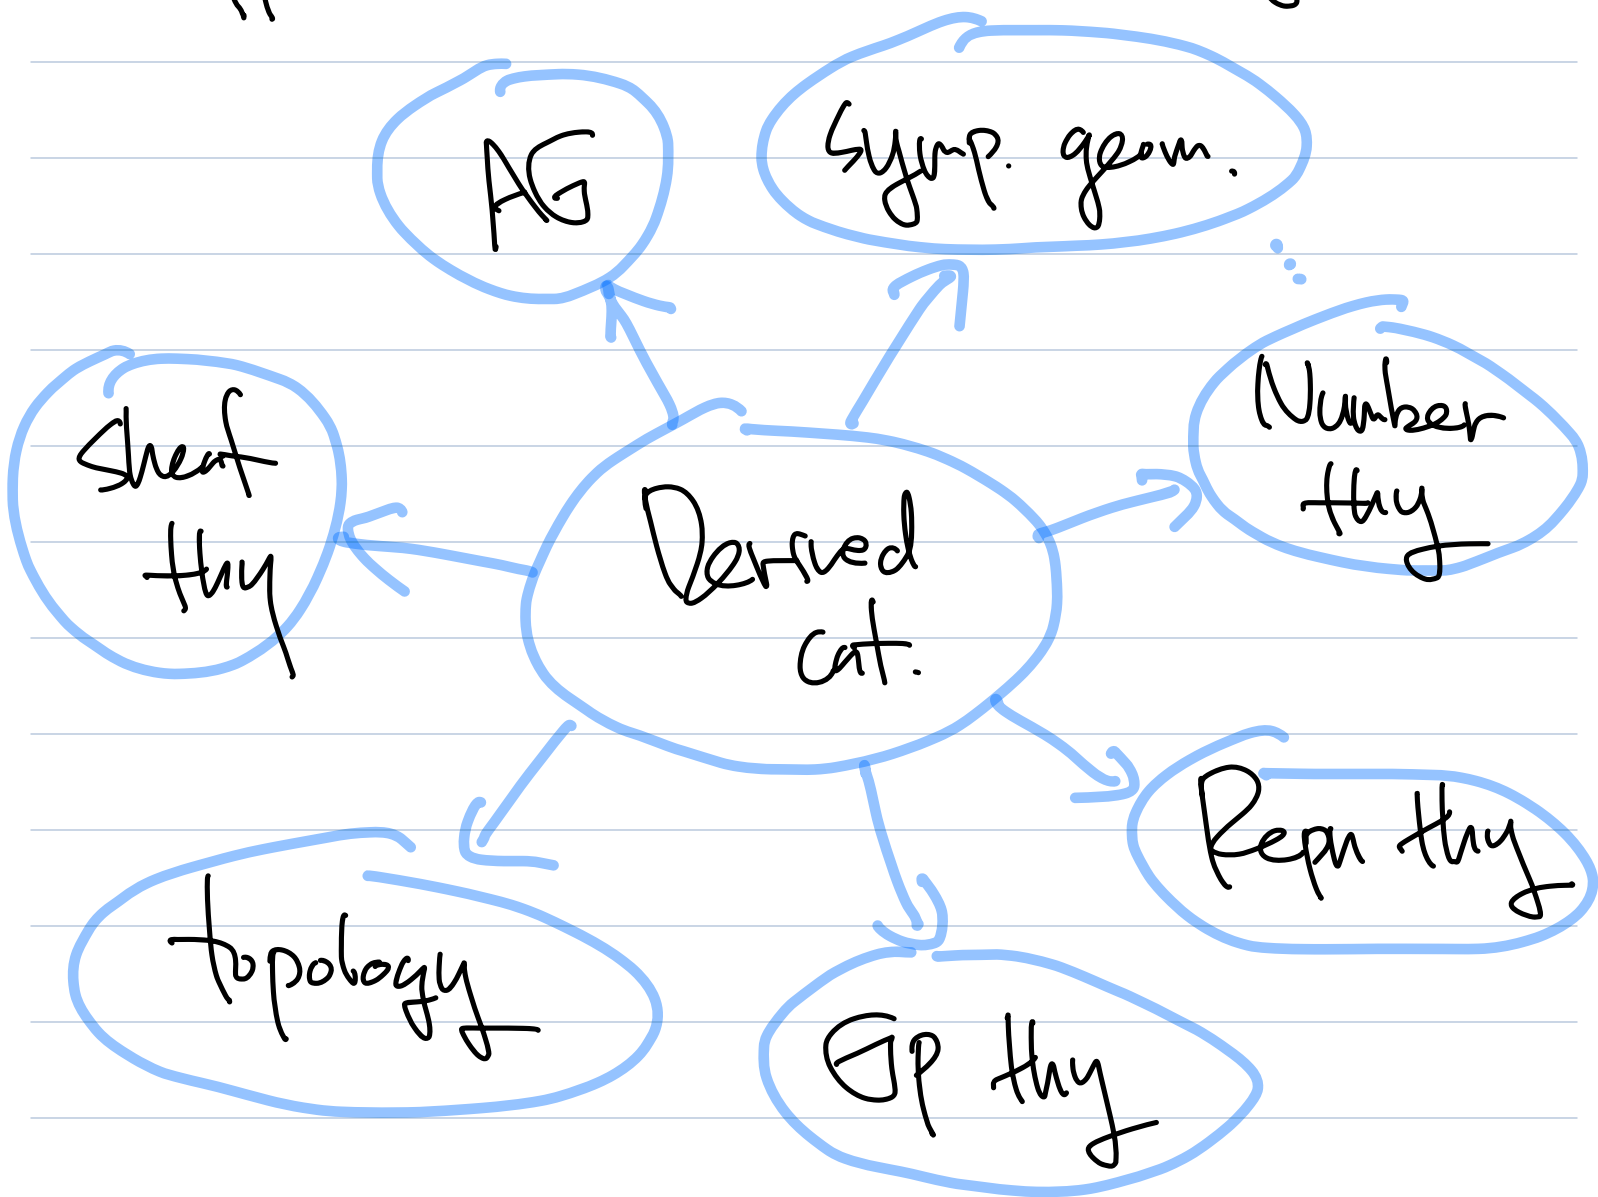 AG
Symp. geom.
Sheaf
thy
Number
thy
Derived
cat.
Repn thy
topology
Gp thy